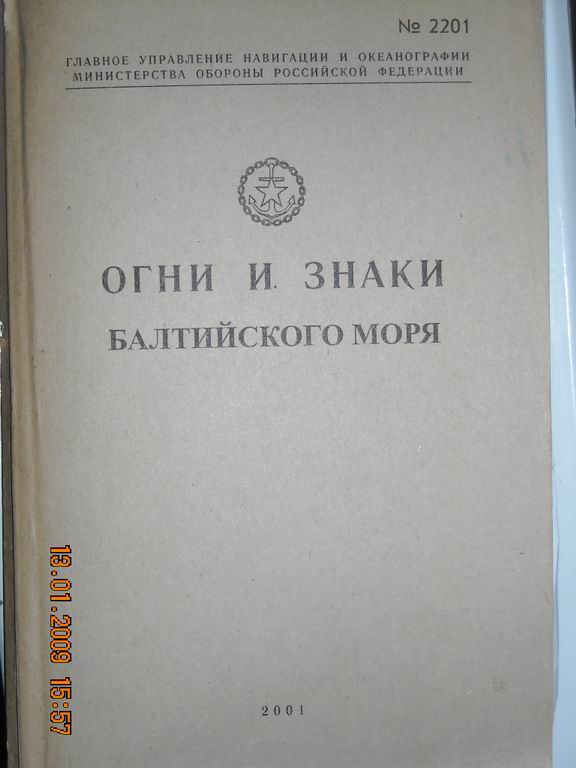 № 2201
ГЛАВНОЕ УПРАВЛЕНИЕ НАВИГАЦИИ И ОКЕАНОГРАФИИ
МИНИСТЕРСТВА ОБОРОНЫ РОССИЙСКОЙ ФЕДЕРАЦИИ
ОГНИ И ЗНАКИ
БАЛТИЙСКОГО МОРЯ
2001
13.01.2009 15:57